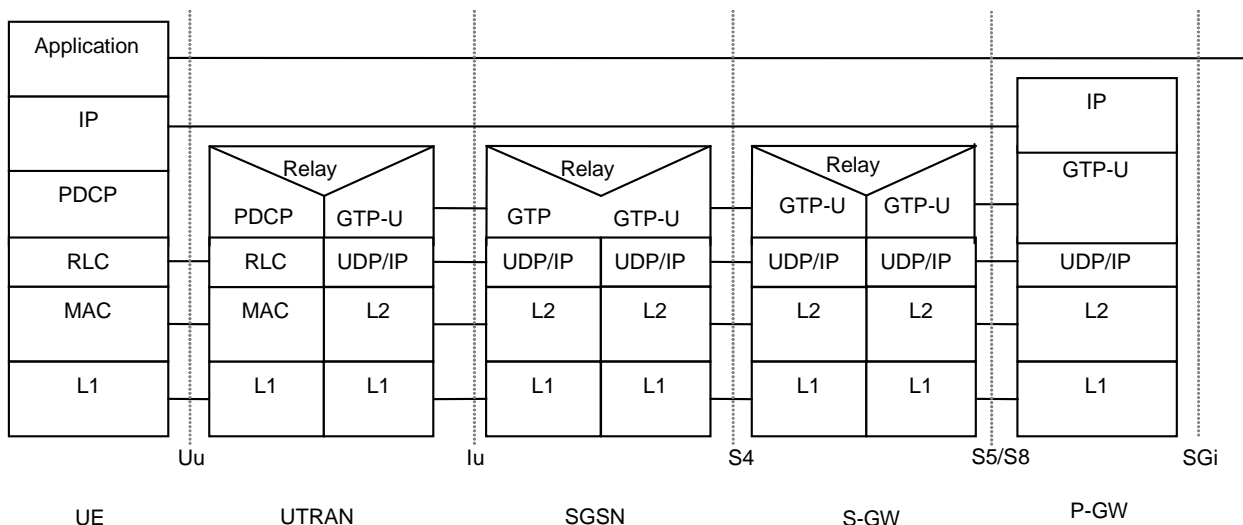 Application
IP
IP
Relay
Relay
Relay
PDCP
GTP-U
PDCP
GTP-U
GTP
GTP-U
GTP-U
GTP-U
RLC
RLC
UDP/IP
UDP/IP
UDP/IP
UDP/IP
UDP/IP
UDP/IP
MAC
MAC
L2
L2
L2
L2
L2
L2
L1
L1
L1
L1
L1
L1
L1
L1
Uu
Iu
S4
S5/S8
SGi
UE
UTRAN
SGSN
S-GW
P-GW